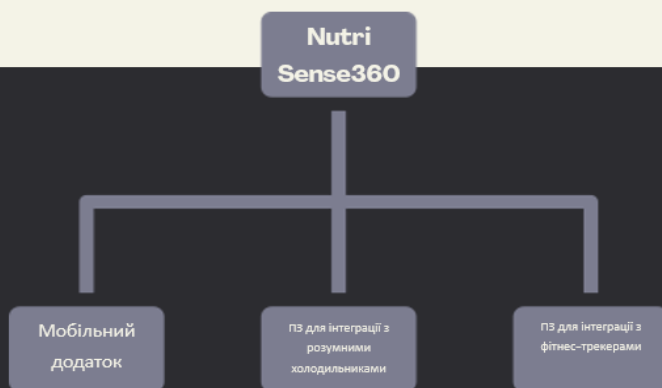 Nutri
Sense360
Мобільний
додаток
ПЗ для інтеграції з
розумними
холодильниками
ПЗ для інтеграції з
фітнес-трекерами